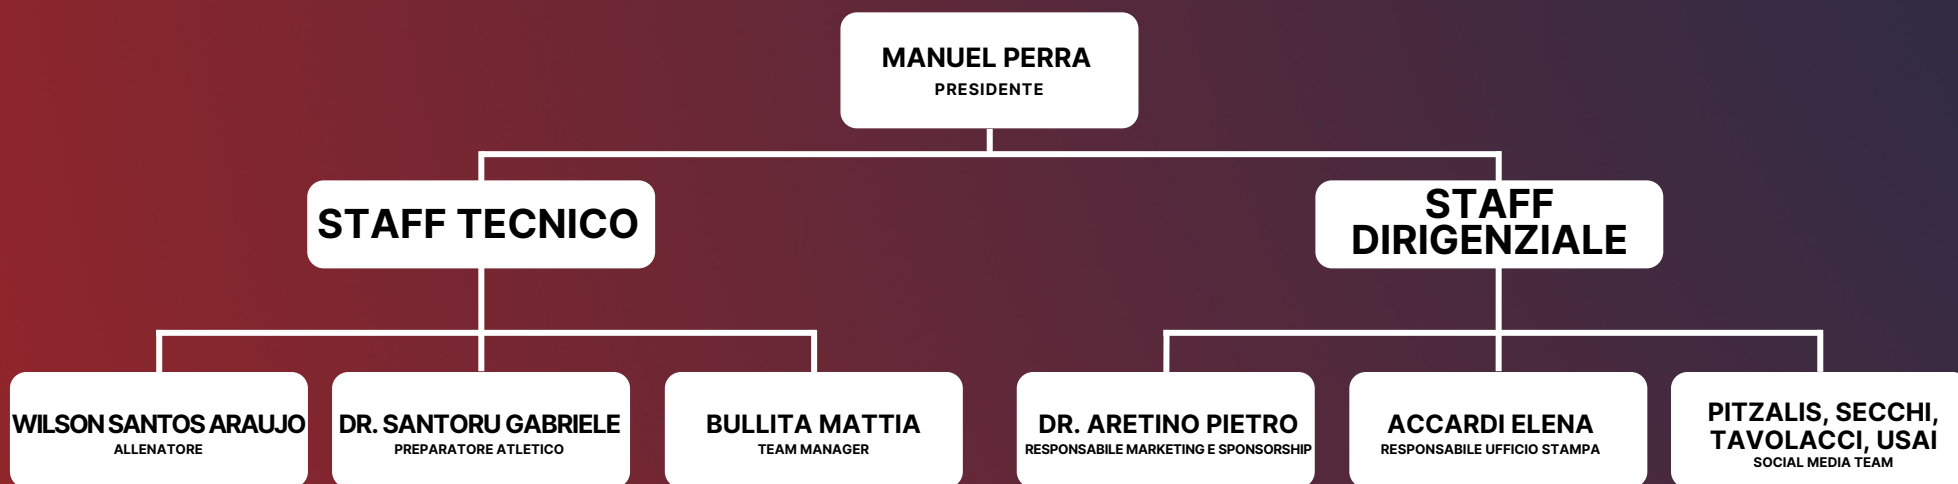 MANUEL PERRA
PRESIDENTE
STAFF TECNICO
STAFF
DIRIGENZIALE
WILSON SANTOS ARAUJO
ALLENATORE
DR. SANTORU GABRIELE
PREPARATORE ATLETICO
BULLITA MATTIA
TEAM MANAGER
DR. ARETINO PIETRO
RESPONSABILE MARKETING E SPONSORSHIP
ACCARDI ELENA
RESPONSABILE UFFICIO STAMPA
PITZALIS, SECCHI,
TAVOLACCI, USAI
SOCIAL MEDIA TEAM